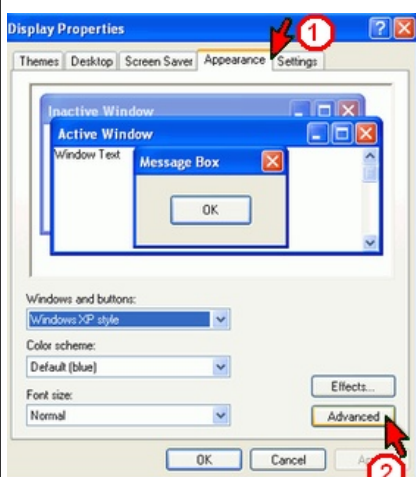 Display Properties
1
Themes Desktop Screen Saver Appearance Settings
Inactive Window
Active Window
Window Text
Message Box
OK
Windows and buttons:
Windows XP style
Color scheme:
Default (blue)
Font size:
Normal
Effects...
Advanced
OK Cancel
2